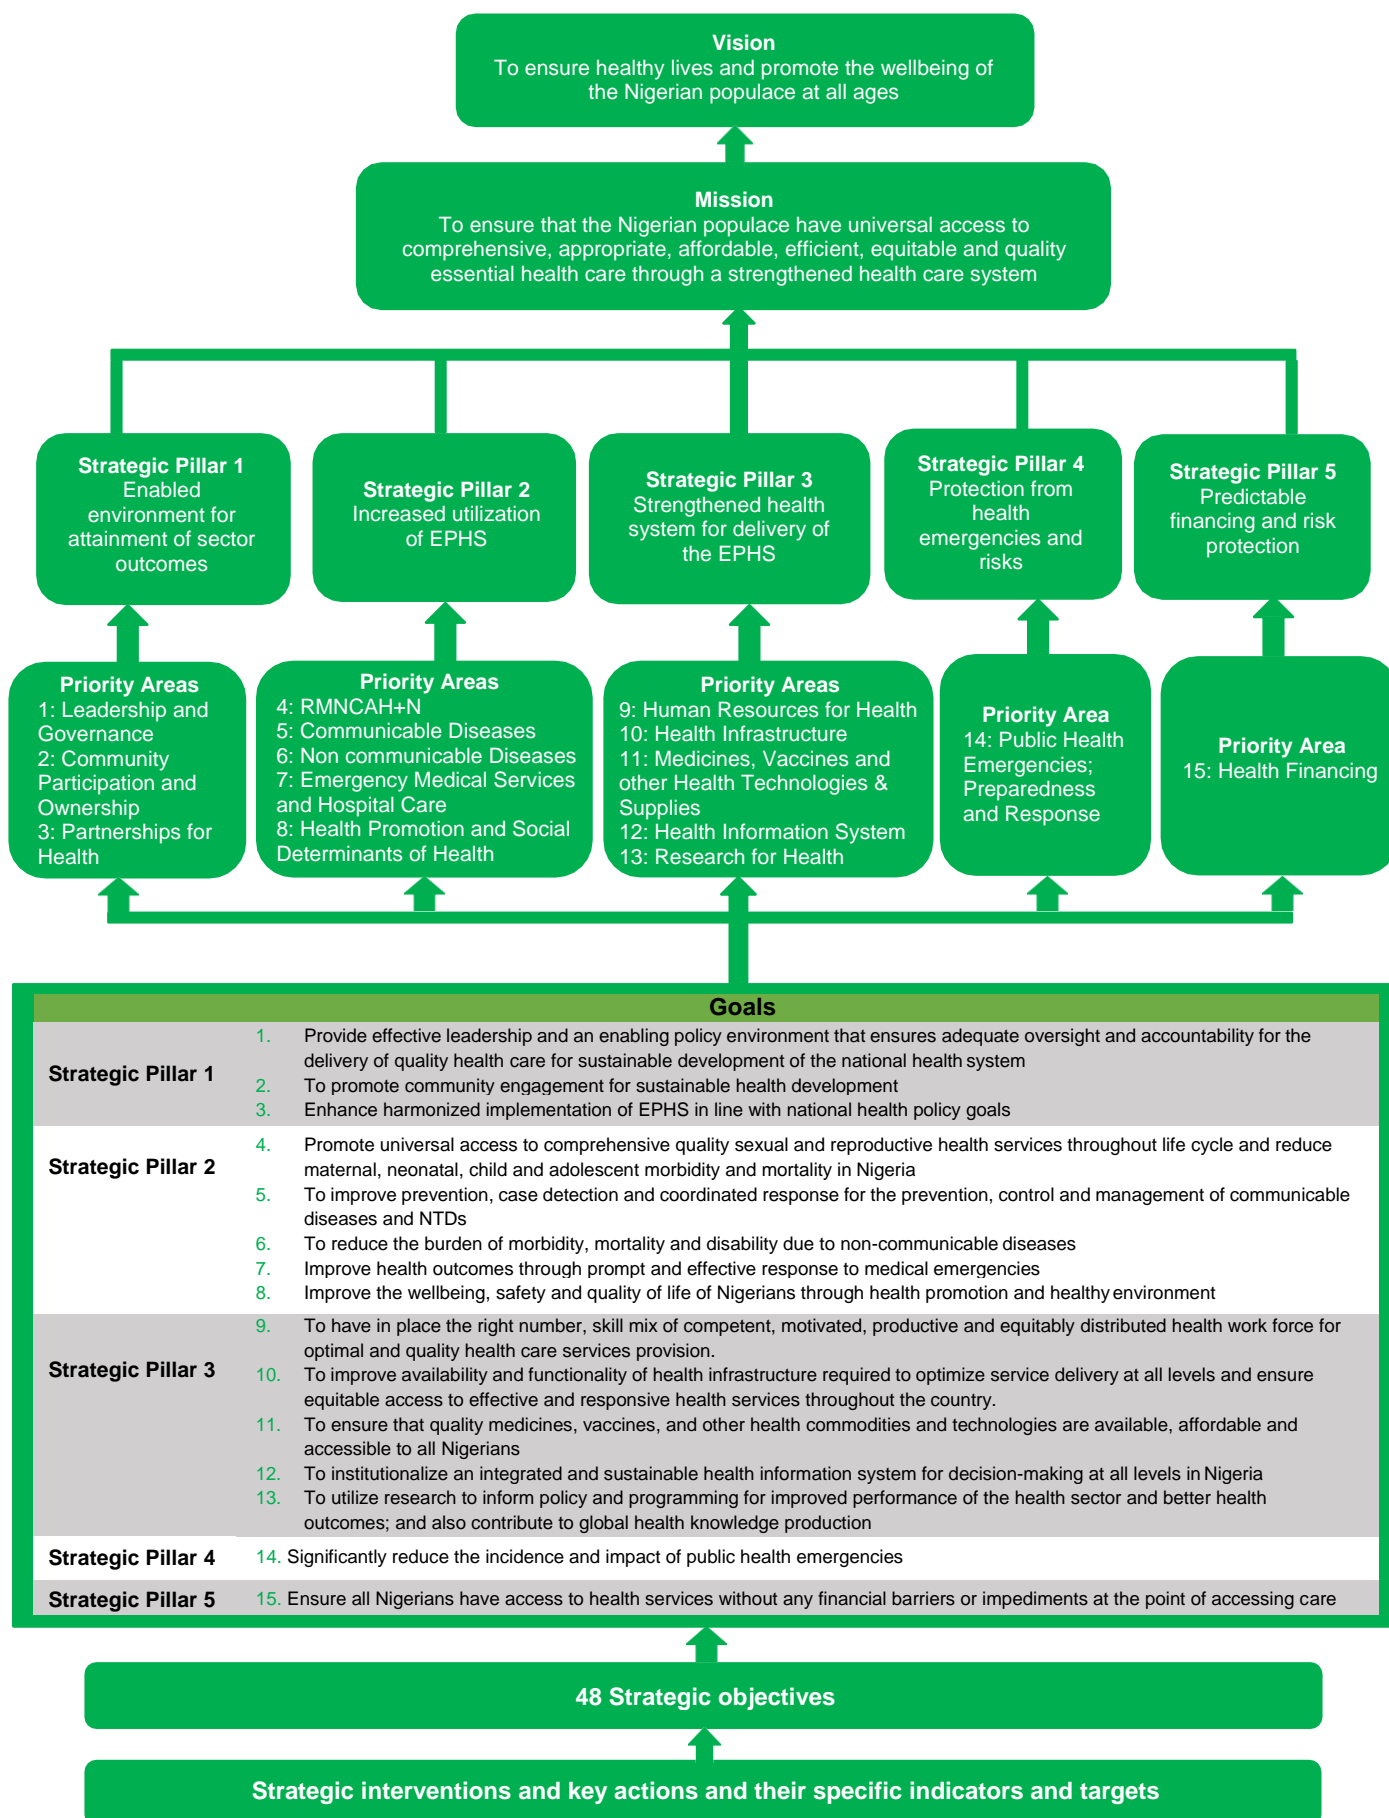 Vision
To ensure healthy lives and promote the wellbeing of
the Nigerian populace at all ages
Mission
To ensure that the Nigerian populace have universal access to
comprehensive, appropriate, affordable, efficient, equitable and quality
essential health care through a strengthened health care system
Strategic Pillar 1
Enabled
environment for
attainment of sector
outcomes
Strategic Pillar 2
Increased utilization
of EPHS
Strategic Pillar 3
Strengthened health
system for delivery of
the EPHS
Strategic Pillar 4
Protection from
health
emergencies and
risks
Strategic Pillar 5
Predictable
financing and risk
protection
Priority Areas
1: Leadership and
Governance
2: Community
Participation and
Ownership
3: Partnerships for
Health
Priority Areas
4: RMNCAH+N
5: Communicable Diseases
6: Non communicable Diseases
7: Emergency Medical Services
and Hospital Care
8: Health Promotion and Social
Determinants of Health
Priority Areas
9: Human Resources for Health
10: Health Infrastructure
11: Medicines, Vaccines and
other Health Technologies &
Supplies
12: Health Information System
13: Research for Health
Priority Area
14: Public Health
Emergencies;
Preparedness
and Response
Priority Area
15: Health Financing
Goals
Strategic Pillar 1
1. Provide effective leadership and an enabling policy environment that ensures adequate oversight and accountability for the
delivery of quality health care for sustainable development of the national health system
2. To promote community engagement for sustainable health development
3. Enhance harmonized implementation of EPHS in line with national health policy goals
Strategic Pillar 2
4. Promote universal access to comprehensive quality sexual and reproductive health services throughout life cycle and reduce
maternal, neonatal, child and adolescent morbidity and mortality in Nigeria
5. To improve prevention, case detection and coordinated response for the prevention, control and management of communicable
diseases and NTDs
6. To reduce the burden of morbidity, mortality and disability due to non-communicable diseases
7. Improve health outcomes through prompt and effective response to medical emergencies
8. Improve the wellbeing, safety and quality of life of Nigerians through health promotion and healthy environment
Strategic Pillar 3
9. To have in place the right number, skill mix of competent, motivated, productive and equitably distributed health work force for
optimal and quality health care services provision.
10. To improve availability and functionality of health infrastructure required to optimize service delivery at all levels and ensure
equitable access to effective and responsive health services throughout the country.
11. To ensure that quality medicines, vaccines, and other health commodities and technologies are available, affordable and
accessible to all Nigerians
12. To institutionalize an integrated and sustainable health information system for decision-making at all levels in Nigeria
13. To utilize research to inform policy and programming for improved performance of the health sector and better health
outcomes; and also contribute to global health knowledge production
Strategic Pillar 4
14. Significantly reduce the incidence and impact of public health emergencies
Strategic Pillar 5
15. Ensure all Nigerians have access to health services without any financial barriers or impediments at the point of accessing care
48 Strategic objectives
Strategic interventions and key actions and their specific indicators and targets